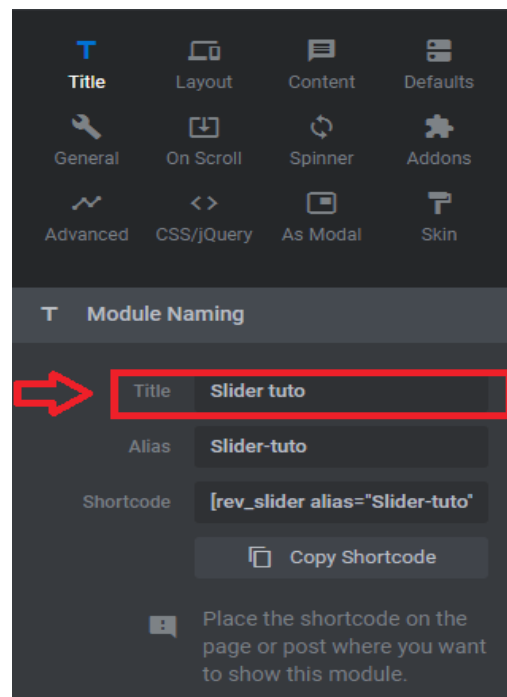 Title Layout Content Defaults
General On Scroll Spinner Addons
Advanced CSS/jQuery As Modal Skin
T Module Naming
Title Slider tuto
Alias Slider-tuto
Shortcode [rev_slider alias="Slider-tuto"
Copy Shortcode
Place the shortcode on the
page or post where you want
to show this module.